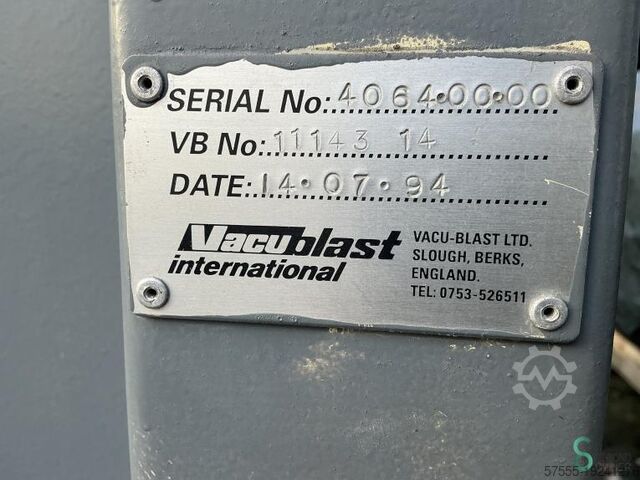 SERIAL No: 4064.00.00
VB No: 11143 14
DATE: 14.07.94
Vacublast
international
VACU-BLAST LTD.
SLOUGH, BERKS,
ENGLAND.
TEL: 0753-526511